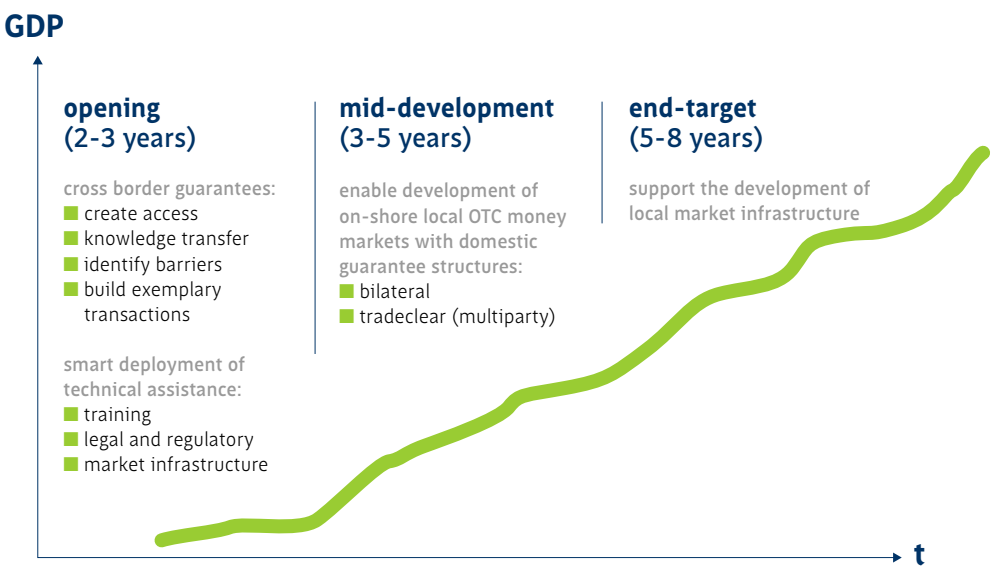 GDP
opening
(2-3 years)
cross border guarantees:
create access
knowledge transfer
identify barriers
build exemplary
transactions
smart deployment of
technical assistance:
training
legal and regulatory
market infrastructure
mid-development
(3-5 years)
enable development of
on-shore local OTC money
markets with domestic
guarantee structures:
bilateral
tradeclear (multiparty)
end-target
(5-8 years)
support the development of
local market infrastructure
t